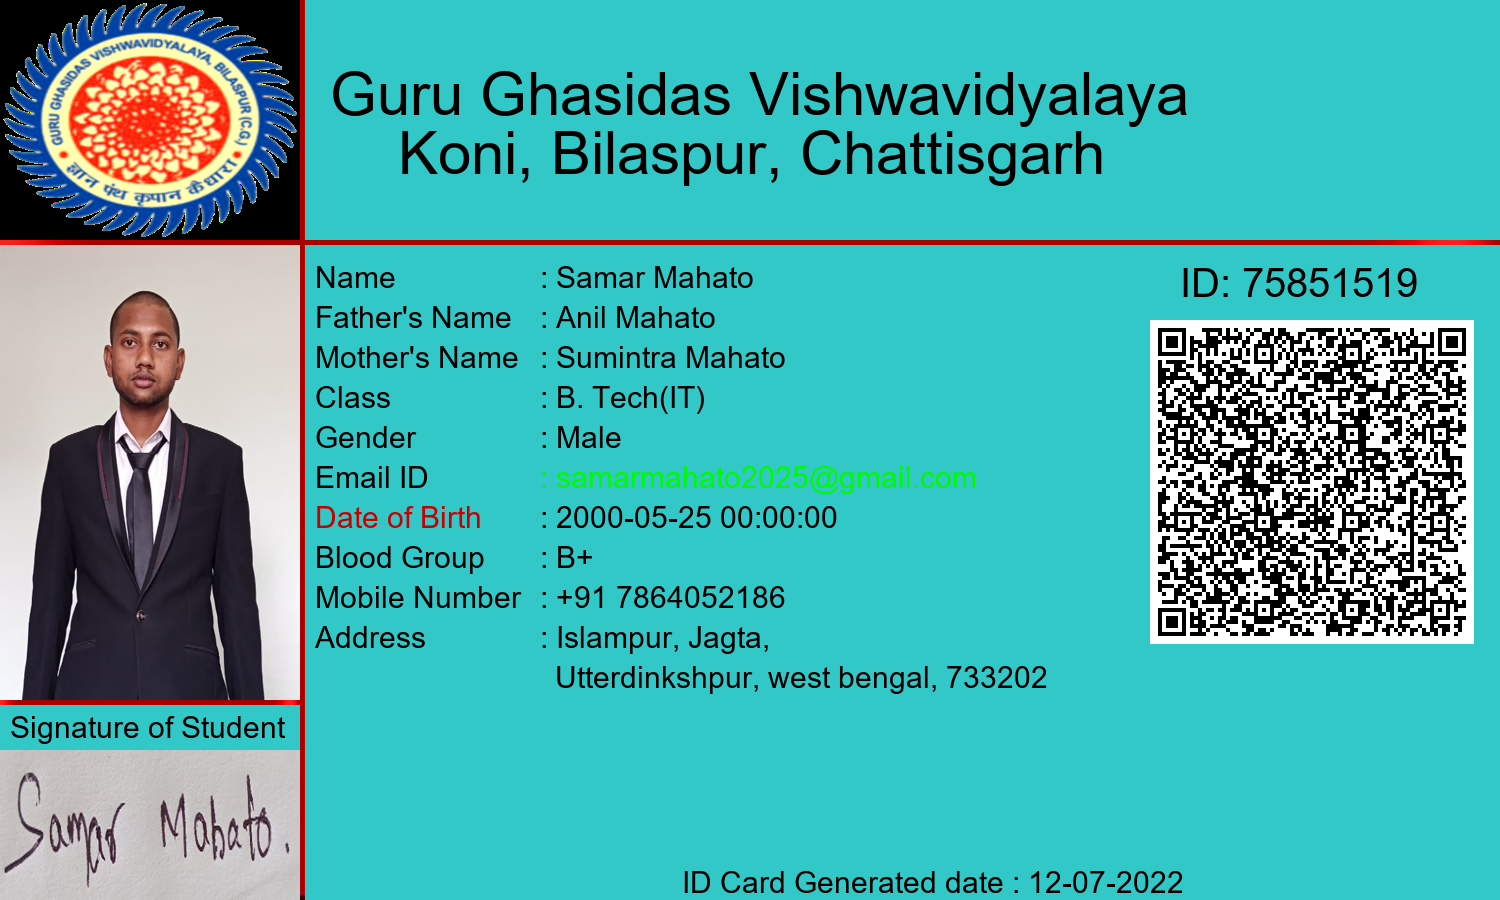 GURU GHASIDAS VISHWAVIDYALAYA, BILASPUR (C.G.)
ज्ञान पंथ कृपान कै धारा
Guru Ghasidas Vishwavidyalaya
Koni, Bilaspur, Chattisgarh
Name : Samar Mahato
Father's Name : Anil Mahato
Mother's Name : Sumintra Mahato
Class : B. Tech(IT)
Gender : Male
Email ID : samarmahato2025@gmail.com
Date of Birth : 2000-05-25 00:00:00
Blood Group : B+
Mobile Number : +91 7864052186
Address : Islampur, Jagta,
Utterdinkshpur, west bengal, 733202
ID: 75851519
Signature of Student
Samar Mahato.
ID Card Generated date : 12-07-2022